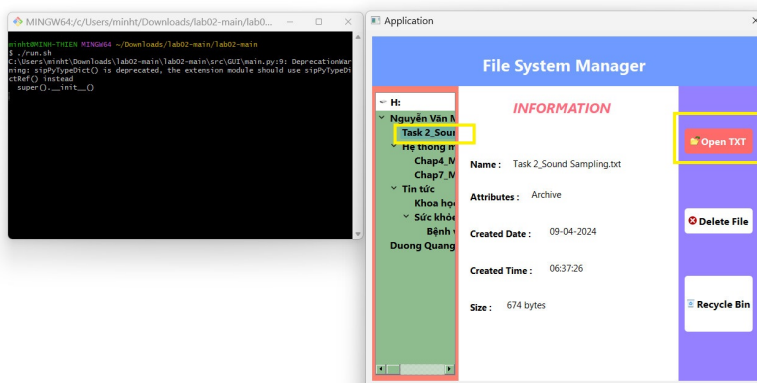 MINGW64:/c/Users/minht/Downloads/lab02-main/lab0...
minht@MINH-THIEN MINGW64 ~/Downloads/lab02-main/lab02-main
$ ./run.sh
C:\Users\minht\Downloads\lab02-main\lab02-main\src\GUI\main.py:9: DeprecationWar
ning: sipPyTypeDict() is deprecated, the extension module should use sipPyTypeDi
ctRef() instead
super().__init__()
Application
File System Manager
H:
Nguyễn Văn
Task 2_Soun
Hệ thống m
Chap4_M
Chap7_M
Tin tức
Khoa học
Sức khỏe
Bệnh
Duong Quang
INFORMATION
Name : Task 2_Sound Sampling.txt
Attributes : Archive
Created Date : 09-04-2024
Created Time : 06:37:26
Size : 674 bytes
Open TXT
Delete File
Recycle Bin